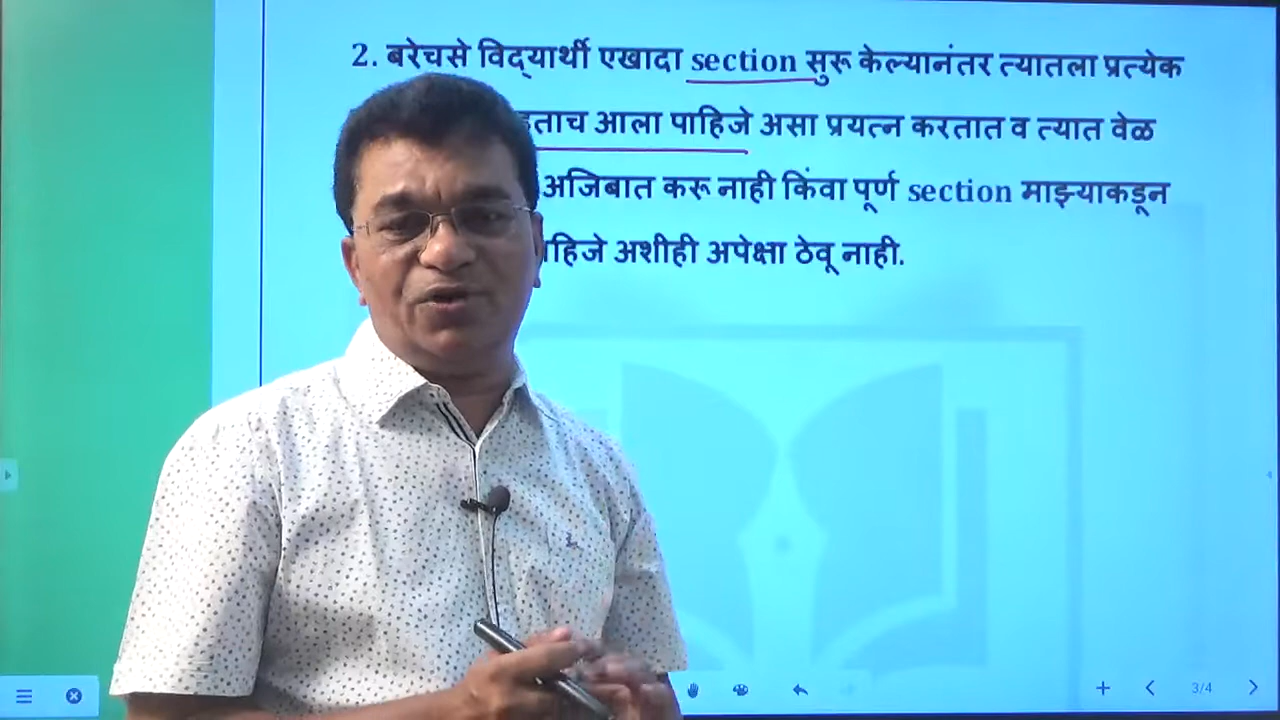 2. बरेचसे विद्यार्थी एखादा section सुरू केल्यानंतर त्यातला प्रत्येक
आला पाहिजे असा प्रयत्न करतात व त्यात वेळ
अजिबात करू नाही किंवा पूर्ण section माझ्याकडून
अशीही अपेक्षा ठेवू नाही.
3/4